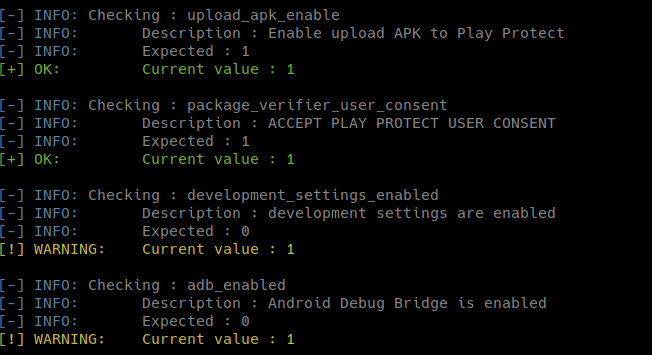 [-] INFO: Checking : upload_apk_enable
[-] INFO:       Description : Enable upload APK to Play Protect
[-] INFO:       Expected : 1
[+] OK:         Current value : 1

[-] INFO: Checking : package_verifier_user_consent
[-] INFO:       Description : ACCEPT PLAY PROTECT USER CONSENT
[-] INFO:       Expected : 1
[+] OK:         Current value : 1

[-] INFO: Checking : development_settings_enabled
[-] INFO:       Description : development settings are enabled
[-] INFO:       Expected : 0
[!] WARNING:    Current value : 1

[-] INFO: Checking : adb_enabled
[-] INFO:       Description : Android Debug Bridge is enabled
[-] INFO:       Expected : 0
[!] WARNING:    Current value : 1